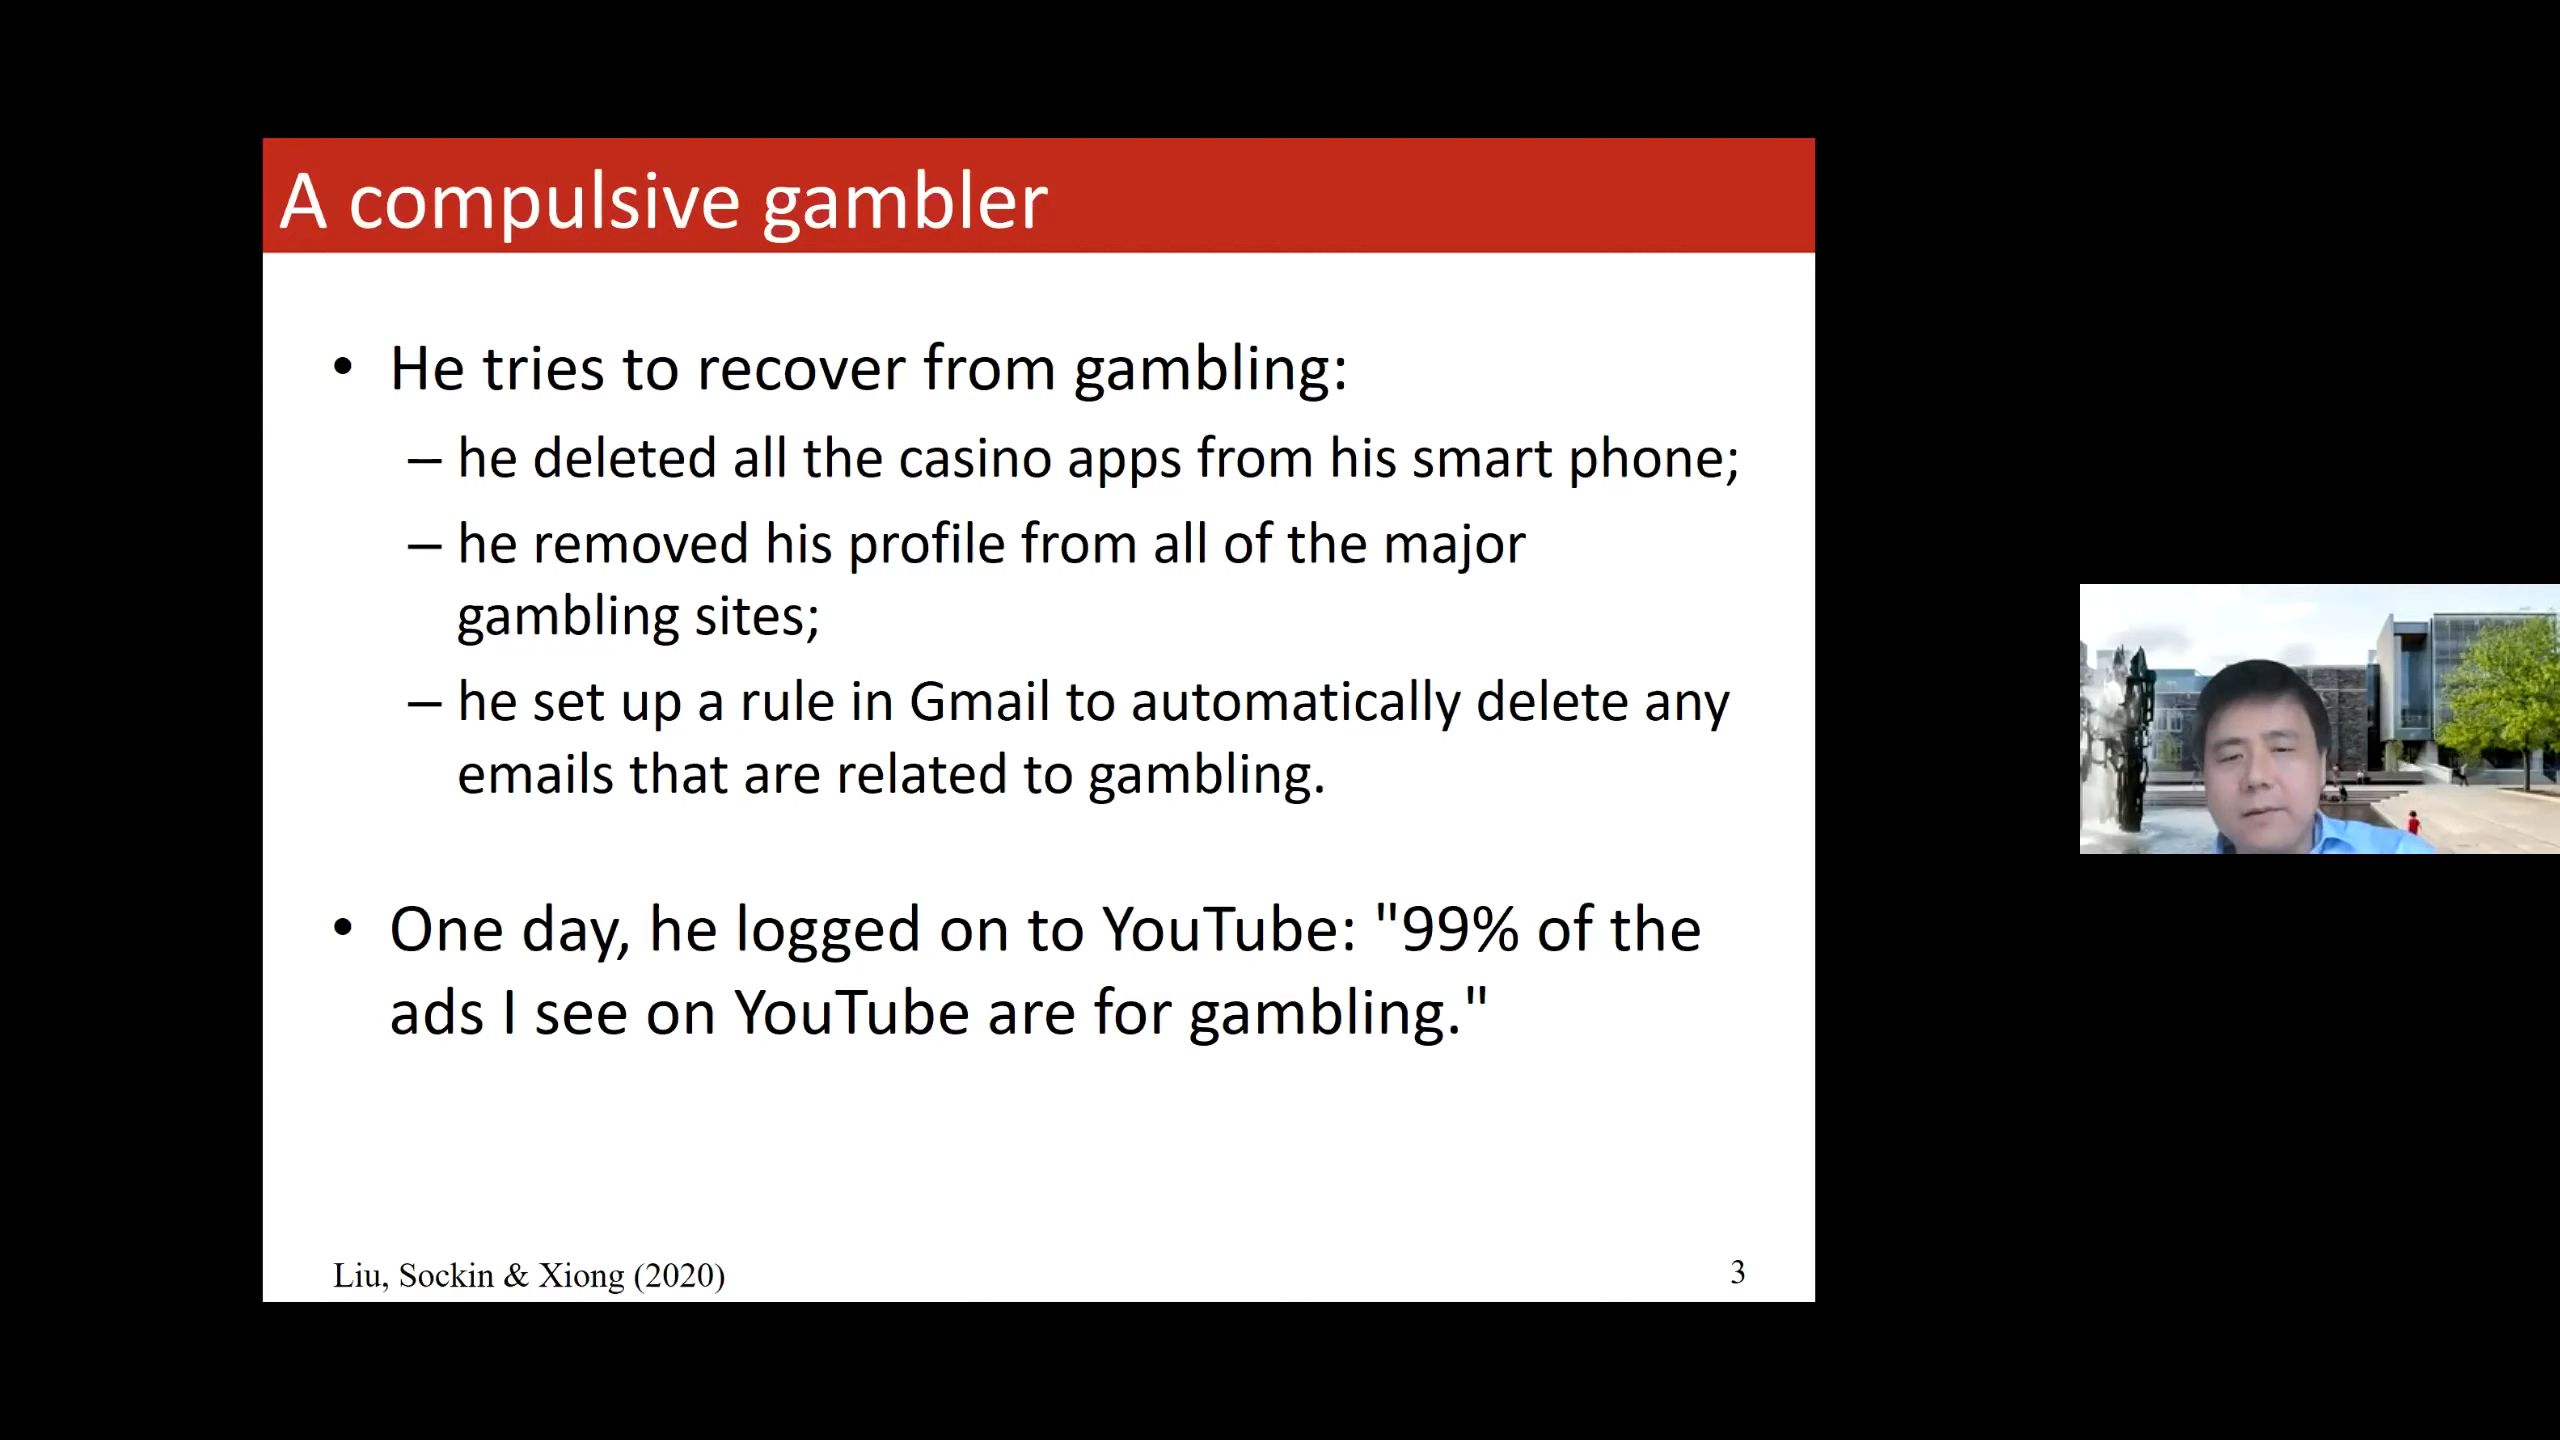 A compulsive gambler
• He tries to recover from gambling:
– he deleted all the casino apps from his smart phone;
– he removed his profile from all of the major
gambling sites;
– he set up a rule in Gmail to automatically delete any
emails that are related to gambling.
• One day, he logged on to YouTube: "99% of the
ads I see on YouTube are for gambling."
Liu, Sockin & Xiong (2020)
3